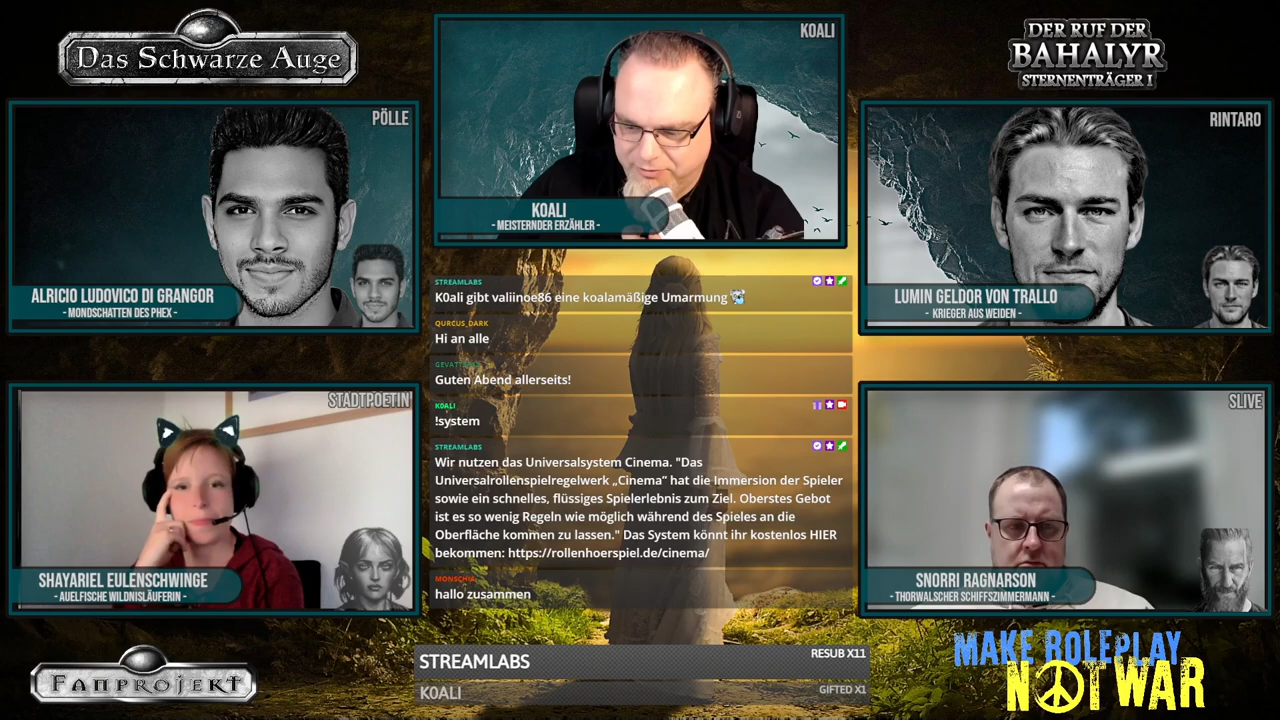 Das Schwarze Auge
KOALI
DER RUF DER
BAHALYR
STERNENTRÄGER I
PÖLLE
RINTARO
KOALI
- MEISTERNDER ERZÄHLER -
ALRICIO LUDOVICO DI GRANGOR
- MONDSCHATTEN DES PHEX -
LUMIN GELDOR VON TRALLO
- KRIEGER AUS WEIDEN -
STREAMLABS
K0ali gibt valiinoe86 eine koalamäßige Umarmung
QURCUS_DARK
Hi an alle
Guten Abend allerseits!
K0ALI
!system
STREAMLABS
Wir nutzen das Universalsystem Cinema. "Das
Universalrollenspielregelwerk „Cinema“ hat die Immersion der Spieler
sowie ein schnelles, flüssiges Spielerlebnis zum Ziel. Oberstes Gebot
ist es so wenig Regeln wie möglich während des Spieles an die
Oberfläche kommen zu lassen." Das System könnt ihr kostenlos HIER
bekommen: https://rollenhoerspiel.de/cinema/
hallo zusammen
STADTPOETIN
SLIVE
SHAYARIEL EULENSCHWINGE
- AUELFISCHE WILDNISLÄUFERIN -
SNORRI RAGNARSON
- THORWALSCHER SCHIFFSZIMMERMANN -
FANPROJEKT
STREAMLABS
RESUB X11
K0ALI
GIFTED X1
MAKE ROLEPLAY
NOT WAR